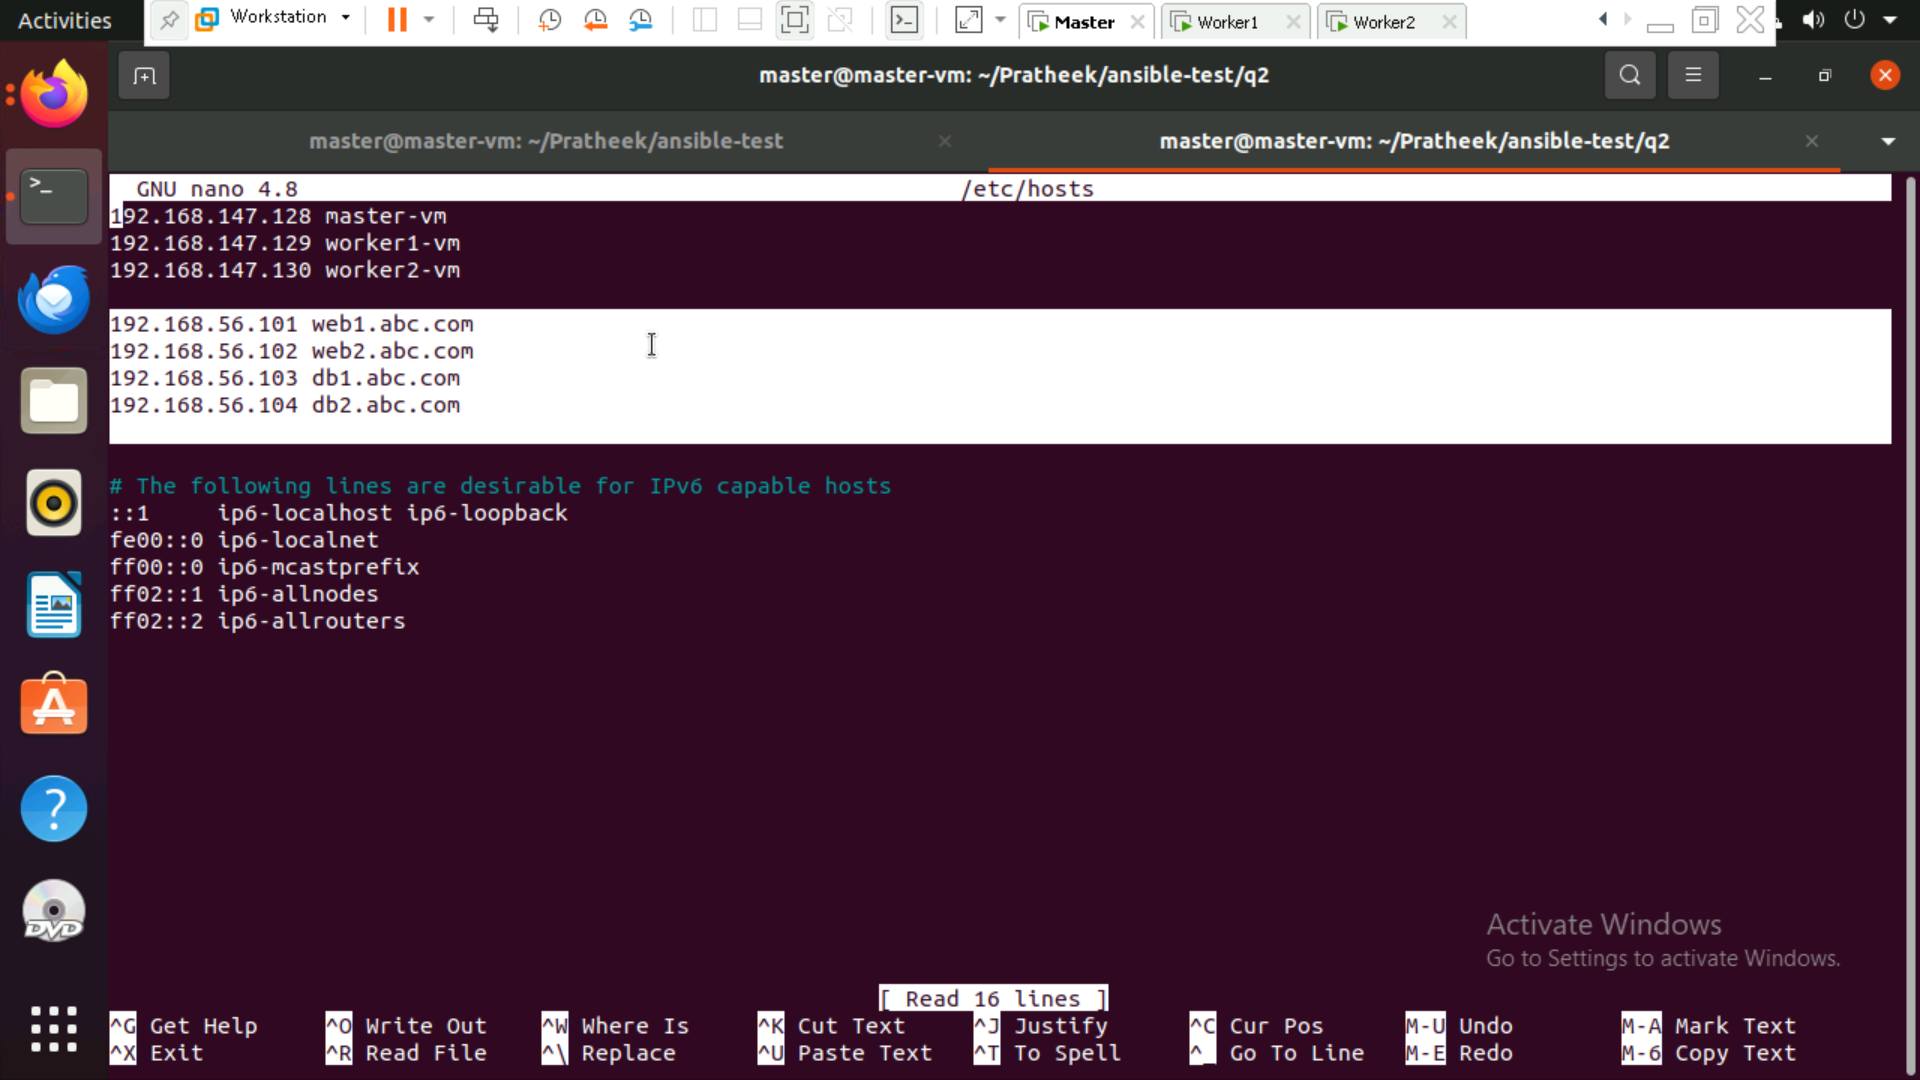 Activities
Workstation
Master
Worker1
Worker2
master@master-vm: ~/Pratheek/ansible-test/q2
master@master-vm: ~/Pratheek/ansible-test
master@master-vm: ~/Pratheek/ansible-test/q2
GNU nano 4.8 /etc/hosts
192.168.147.128 master-vm
192.168.147.129 worker1-vm
192.168.147.130 worker2-vm
192.168.56.101 web1.abc.com
192.168.56.102 web2.abc.com
192.168.56.103 db1.abc.com
192.168.56.104 db2.abc.com
# The following lines are desirable for IPv6 capable hosts
::1 ip6-localhost ip6-loopback
fe00::0 ip6-localnet
ff00::0 ip6-mcastprefix
ff02::1 ip6-allnodes
ff02::2 ip6-allrouters
DVD
Activate Windows
Go to Settings to activate Windows.
[ Read 16 lines ]
^G Get Help ^O Write Out ^W Where Is ^K Cut Text ^J Justify ^C Cur Pos M-U Undo M-A Mark Text
^X Exit ^R Read File ^\ Replace ^U Paste Text ^T To Spell ^_ Go To Line M-E Redo M-6 Copy Text